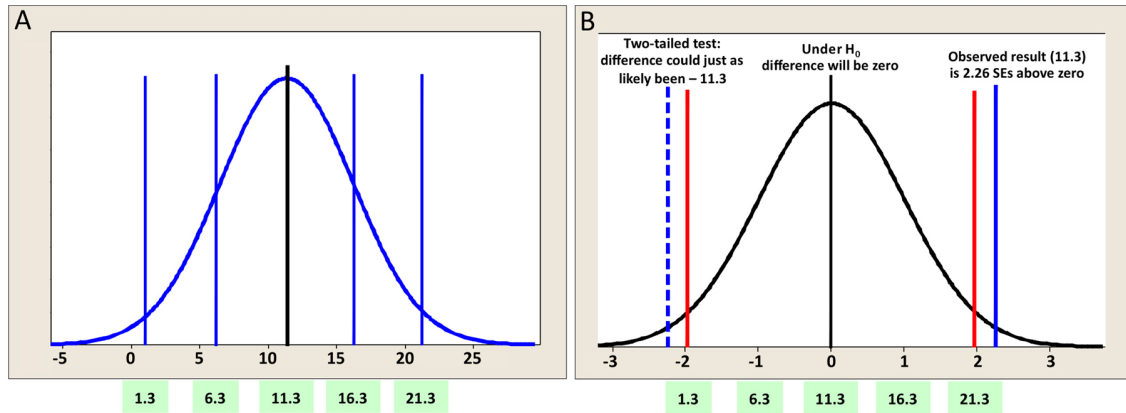 A
-5 0 5 10 15 20 25
1.3 6.3 11.3 16.3 21.3
B
Two-tailed test:
difference could just as
likely been – 11.3
Under H₀
difference will be zero
Observed result (11.3)
is 2.26 SEs above zero
-3 -2 -1 0 1 2 3
1.3 6.3 11.3 16.3 21.3